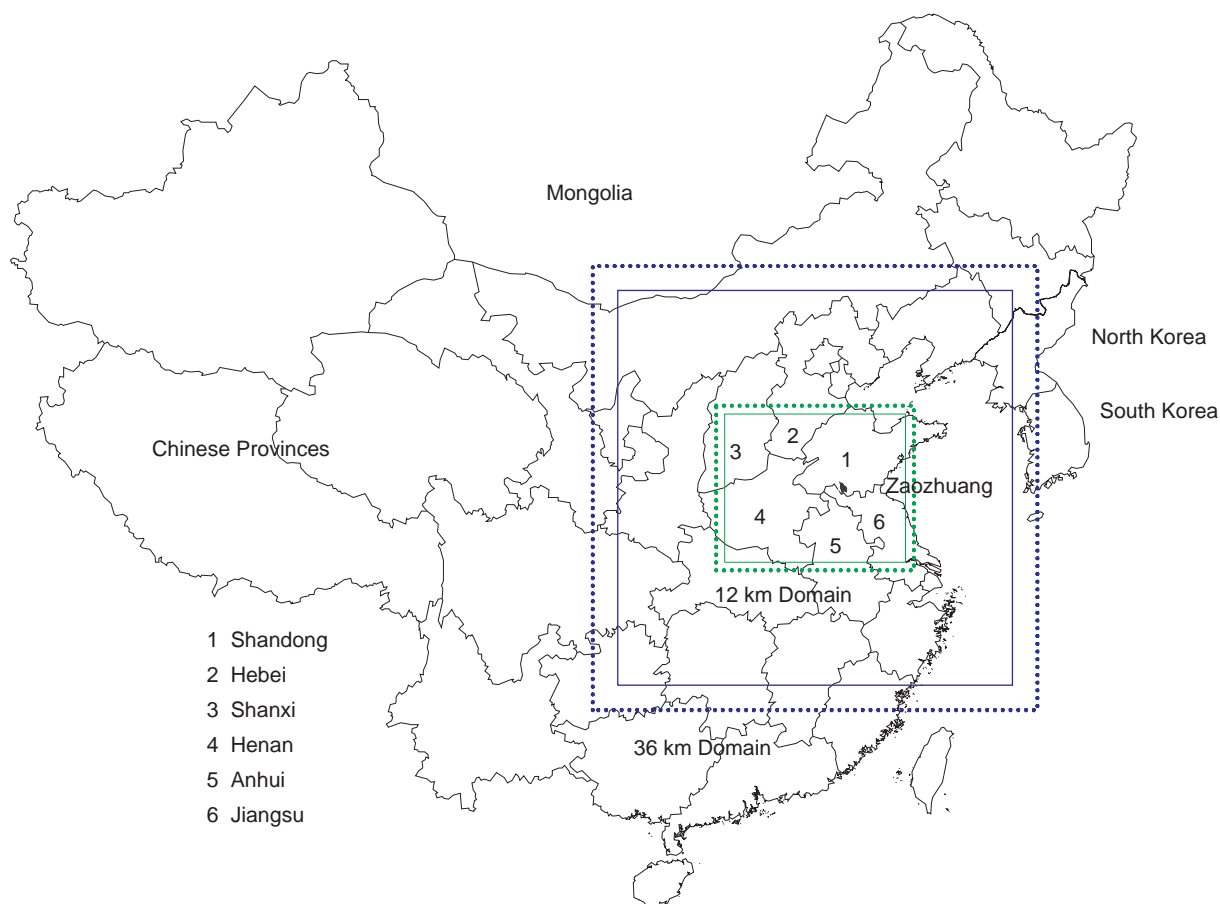 Mongolia
North Korea
South Korea
Chinese Provinces
2
3
1
Zaozhuang
4
6
5
12 km Domain
1 Shandong
2 Hebei
3 Shanxi
4 Henan
5 Anhui
6 Jiangsu
36 km Domain